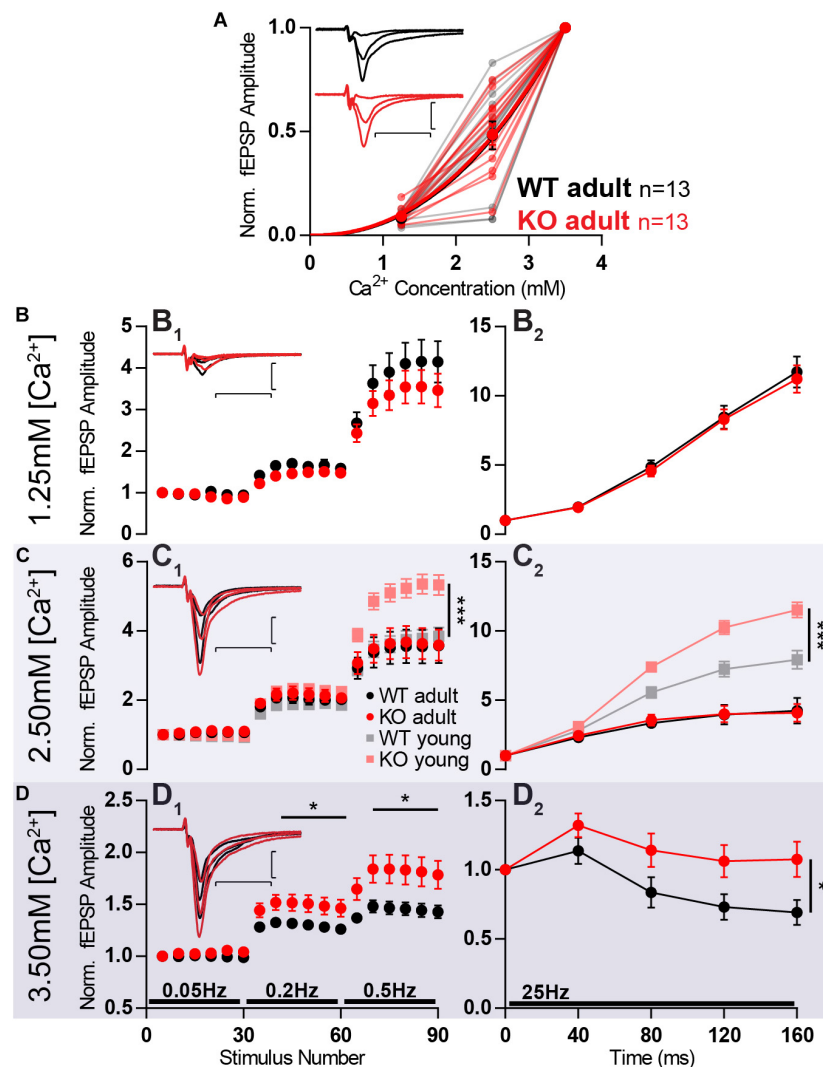 A
Norm. fEPSP Amplitude
1.0
0.5
0.0
0 1 2 3 4
Ca2+ Concentration (mM)
WT adult n=13
KO adult n=13
B
1.25mM [Ca2+]
B1
Norm. fEPSP Amplitude
5
4
3
2
1
0
B2
15
10
5
0
C
2.50mM [Ca2+]
C1
Norm. fEPSP Amplitude
6
4
2
0
***
WT adult
KO adult
WT young
KO young
C2
15
10
5
0
***
D
3.50mM [Ca2+]
D1
Norm. fEPSP Amplitude
2.5
2.0
1.5
1.0
0.5
* *
0.05Hz 0.2Hz 0.5Hz
0 30 60 90
Stimulus Number
D2
1.5
1.0
0.5
0.0
*
25Hz
0 40 80 120 160
Time (ms)